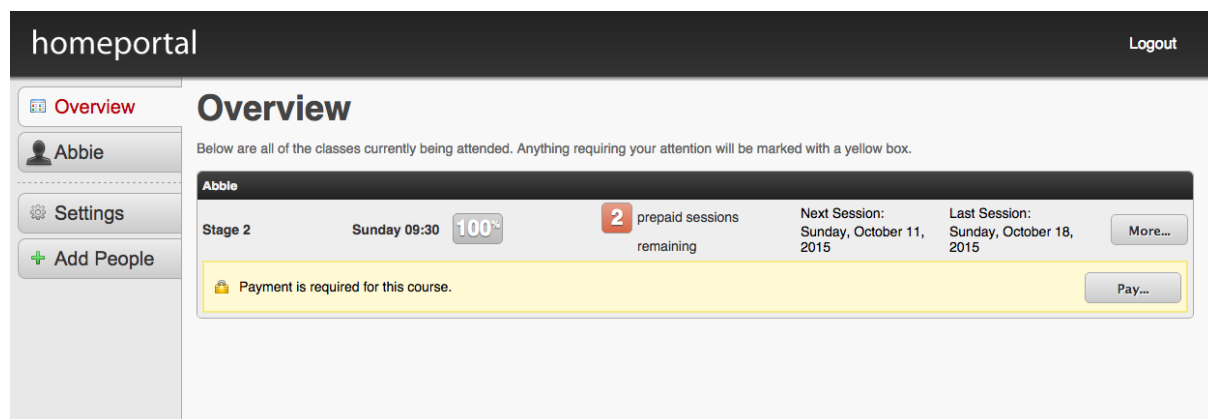 homeportal
Logout
Overview
Abbie
Settings
Add People
Overview
Below are all of the classes currently being attended. Anything requiring your attention will be marked with a yellow box.
Abbie
Stage 2
Sunday 09:30
100%
2 prepaid sessions
remaining
Next Session:
Sunday, October 11,
2015
Last Session:
Sunday, October 18,
2015
More...
Payment is required for this course.
Pay...